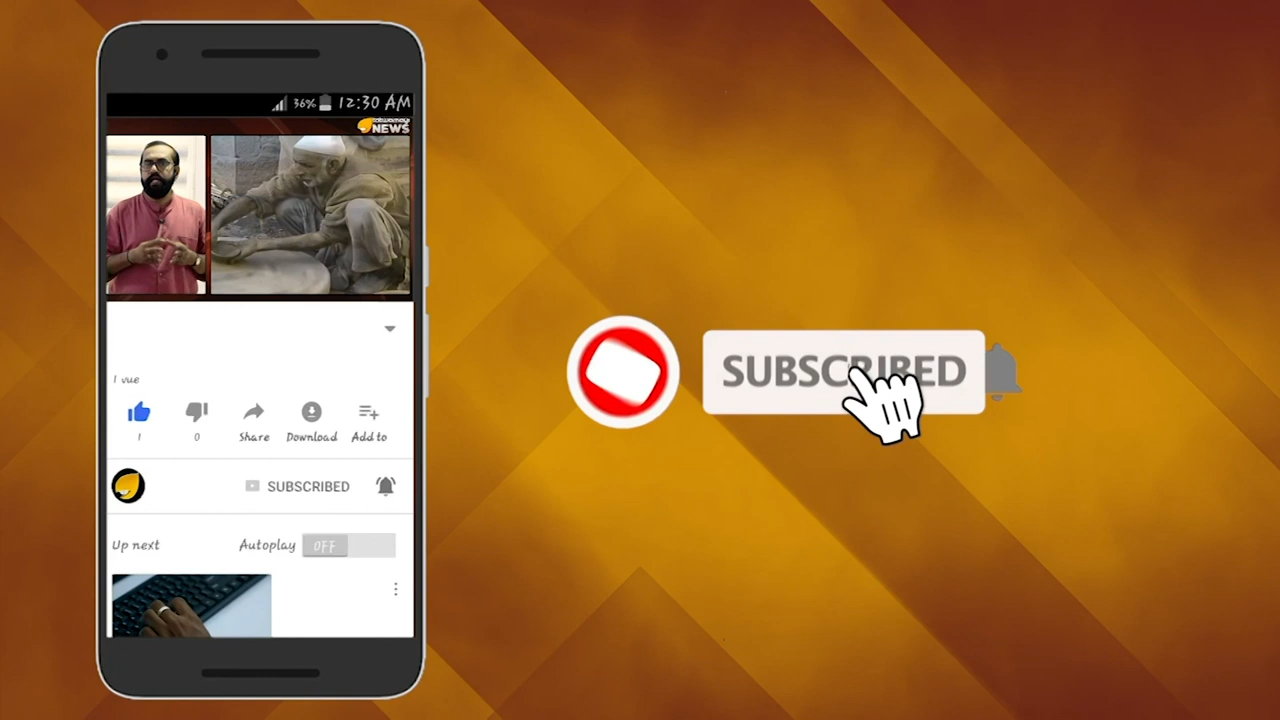 36% 12:30 AM
NEWS
1 vue
1 0 Share Download Add to
SUBSCRIBED
Up next Autoplay OFF
SUBSCRIBED